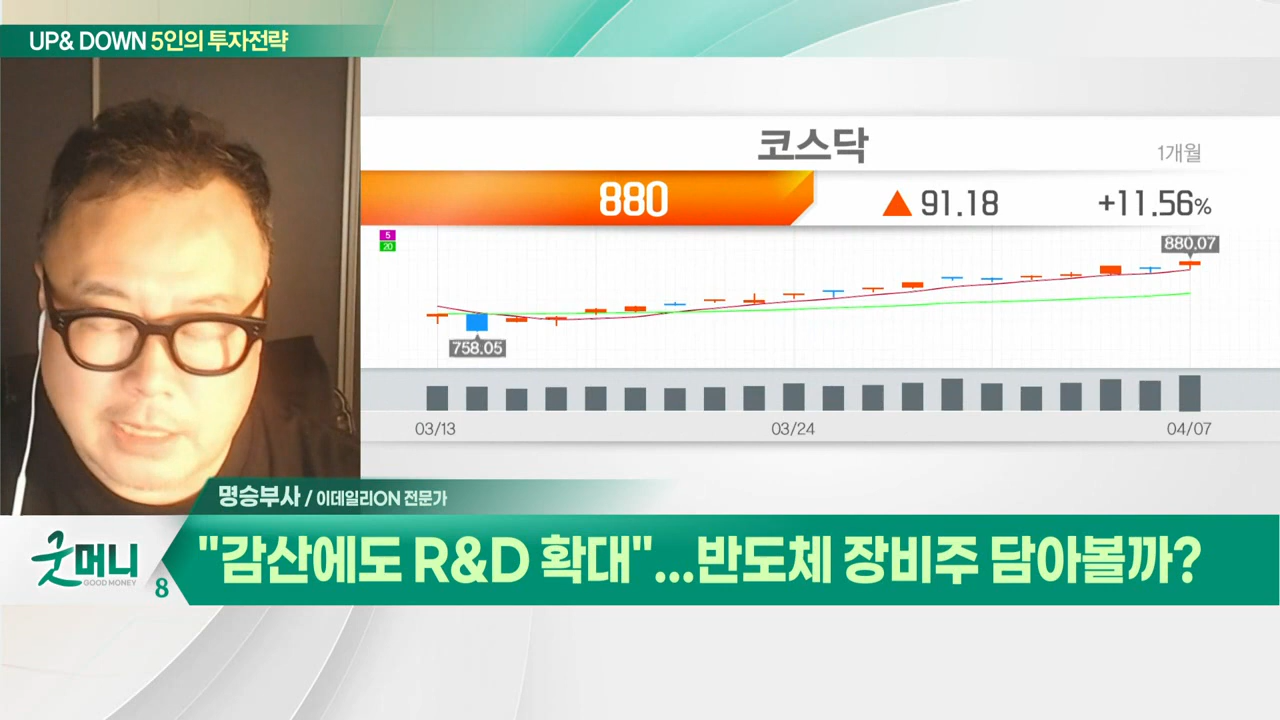 UP& DOWN 5인의 투자전략
코스닥
1개월
880
▲ 91.18
+11.56%
5
20
880.07
758.05
03/13
03/24
04/07
명승부사 / 이데일리ON 전문가
굿머니
GOOD MONEY
8
"감산에도 R&D 확대"...반도체 장비주 담아볼까?